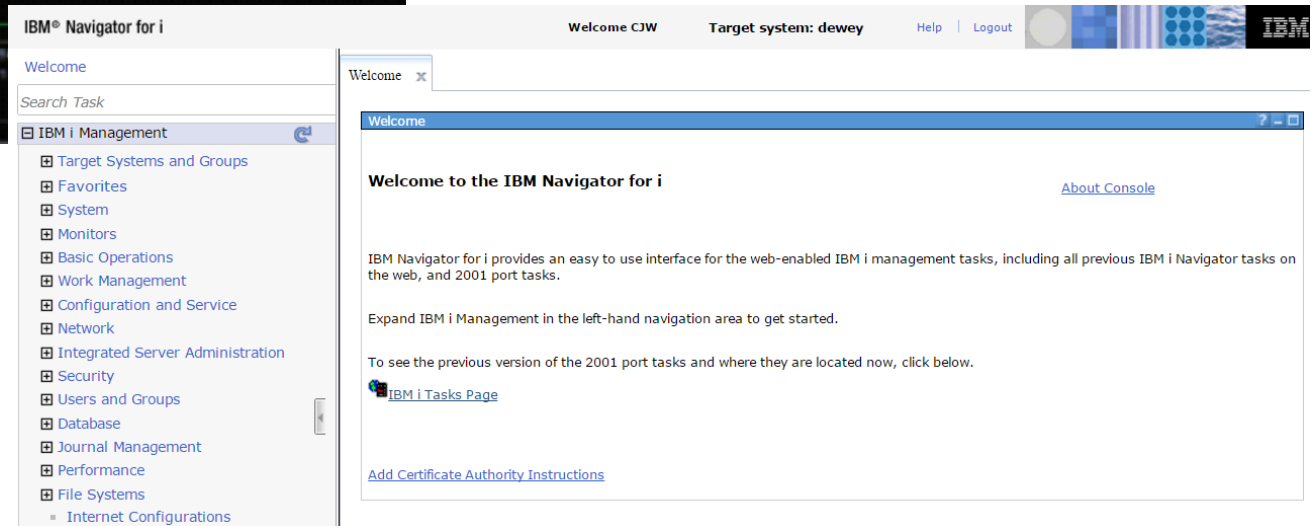 IBM® Navigator for i
Welcome CJW
Target system: dewey
Help
Logout
IBM
Welcome
Search Task
IBM i Management
Target Systems and Groups
Favorites
System
Monitors
Basic Operations
Work Management
Configuration and Service
Network
Integrated Server Administration
Security
Users and Groups
Database
Journal Management
Performance
File Systems
Internet Configurations
Welcome x
Welcome
Welcome to the IBM Navigator for i
About Console
IBM Navigator for i provides an easy to use interface for the web-enabled IBM i management tasks, including all previous IBM i Navigator tasks on
the web, and 2001 port tasks.
Expand IBM i Management in the left-hand navigation area to get started.
To see the previous version of the 2001 port tasks and where they are located now, click below.
IBM i Tasks Page
Add Certificate Authority Instructions